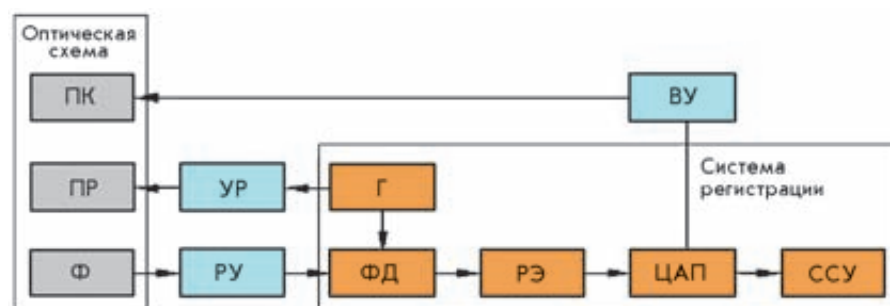 Оптическая
схема
ПК
ВУ
Система
регистрации
ПР
УР
Г
Ф
РУ
ФД
РЭ
ЦАП
ССУ